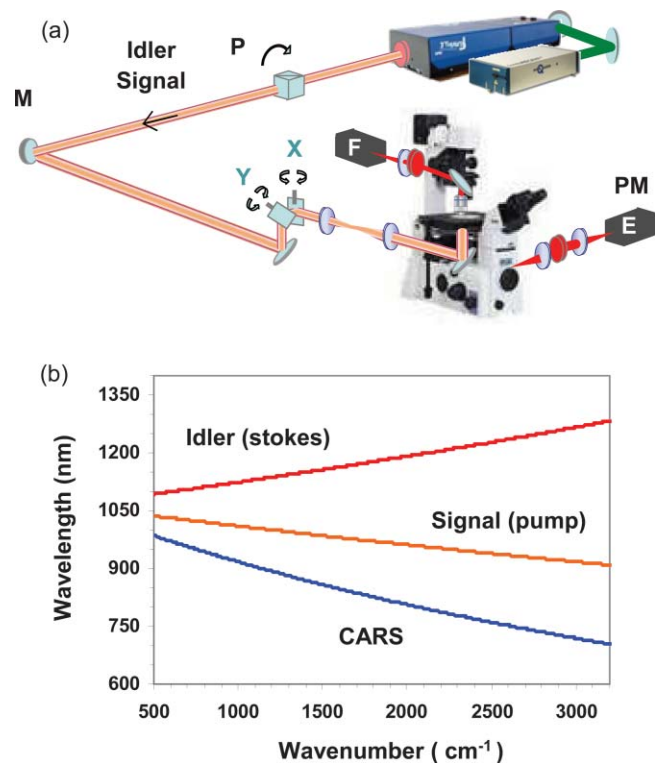 (a)
Idler
Signal
P
M
X
Y
F
PM
E
(b)
1350
1200
1050
900
750
600
Wavelength (nm)
Idler (stokes)
Signal (pump)
CARS
500 1000 1500 2000 2500 3000
Wavenumber ( cm⁻¹ )